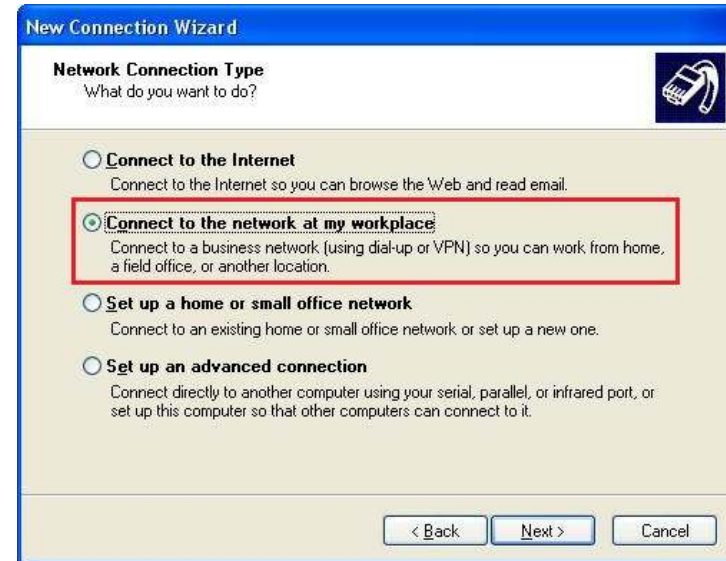 New Connection Wizard
Network Connection Type
What do you want to do?
Connect to the Internet
Connect to the Internet so you can browse the Web and read email.
Connect to the network at my workplace
Connect to a business network (using dial-up or VPN) so you can work from home,
a field office, or another location.
Set up a home or small office network
Connect to an existing home or small office network or set up a new one.
Set up an advanced connection
Connect directly to another computer using your serial, parallel, or infrared port, or
set up this computer so that other computers can connect to it.
< Back Next > Cancel